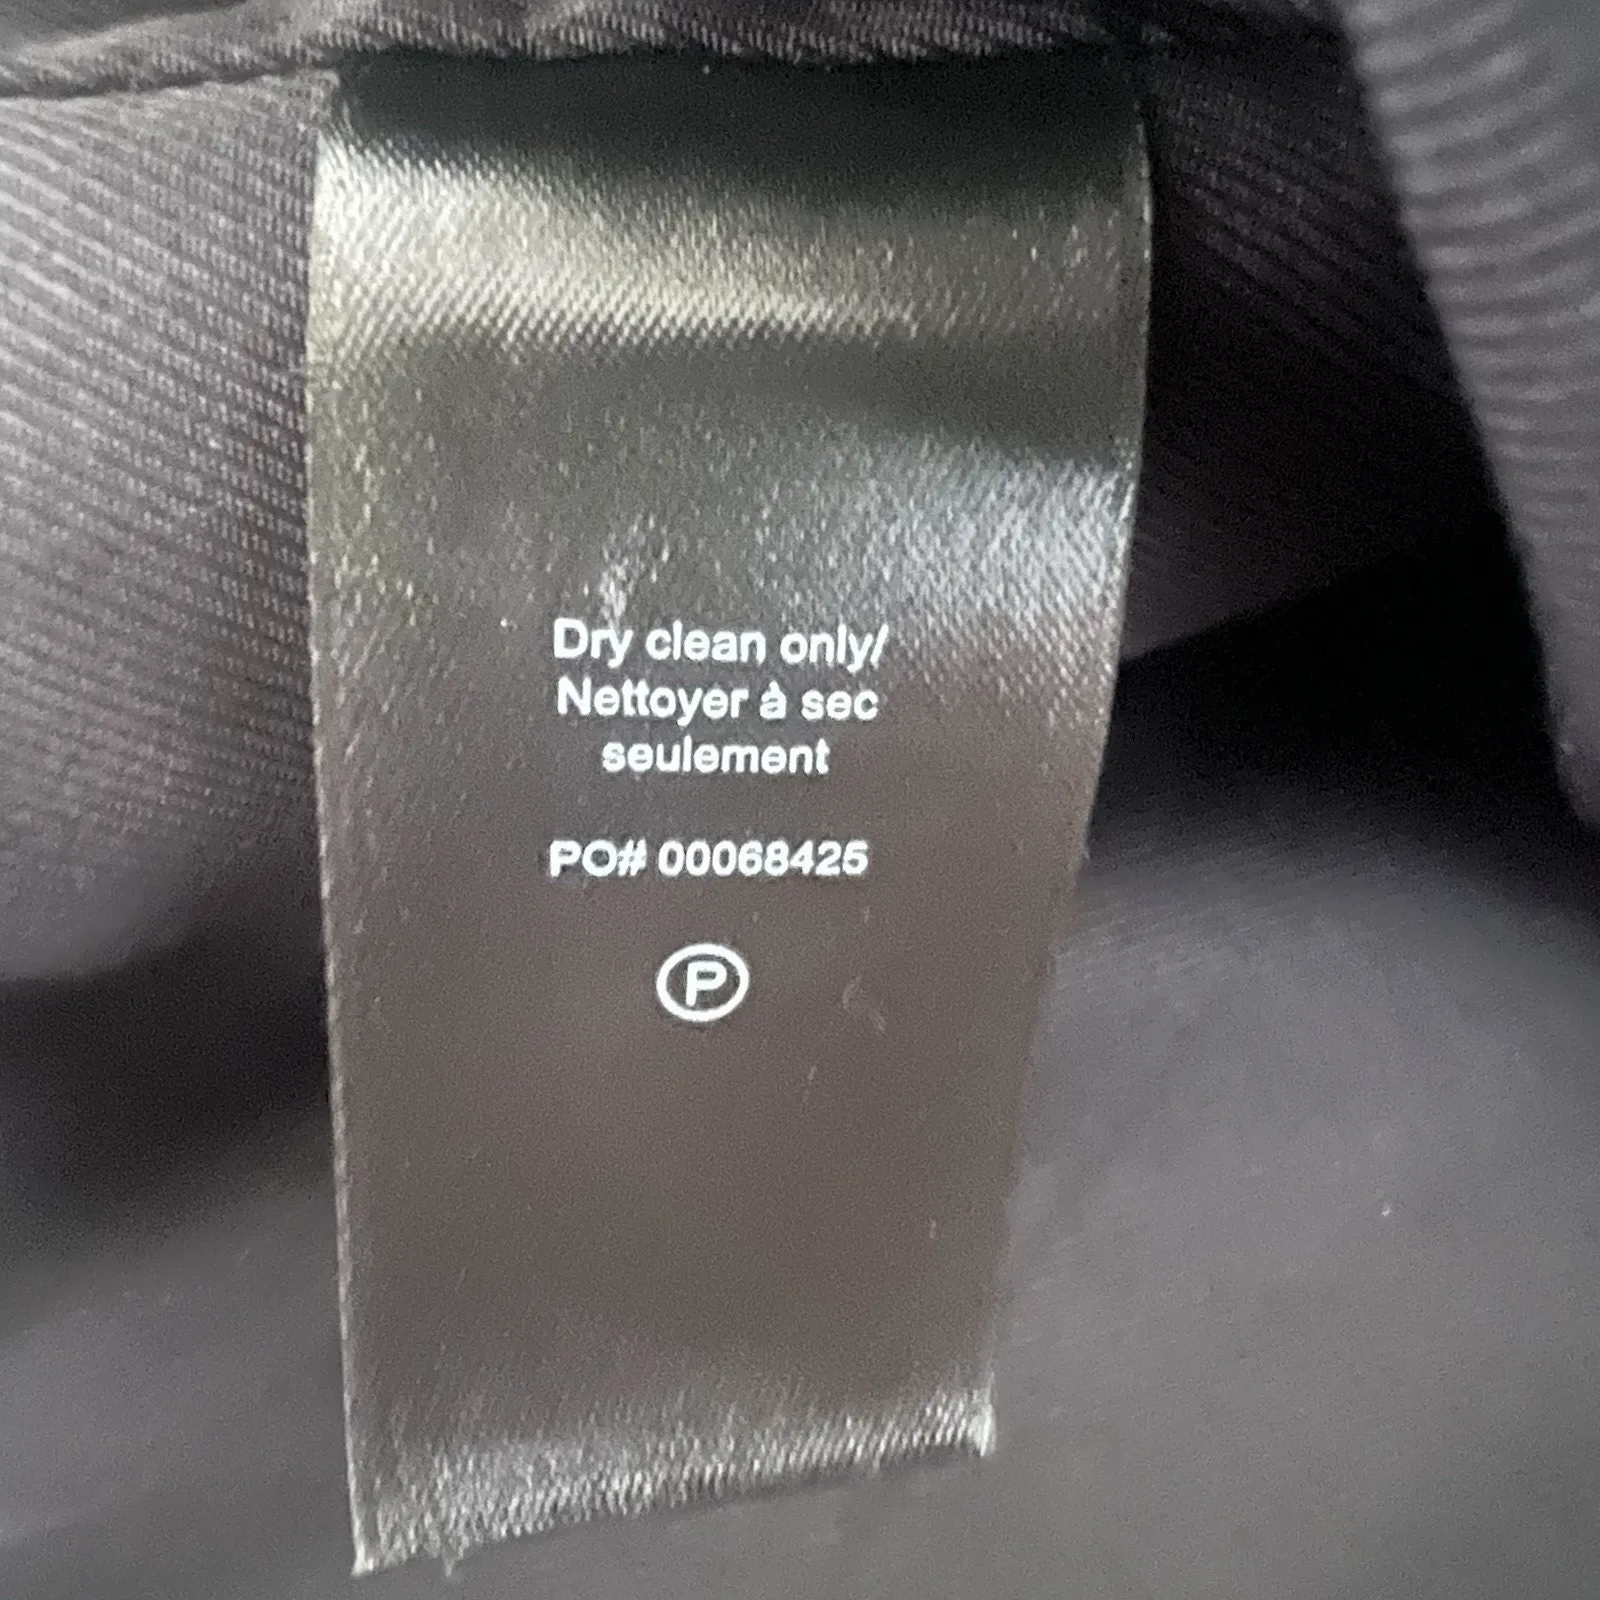 Dry clean only/
Nettoyer à sec
seulement
PO# 00068425
P